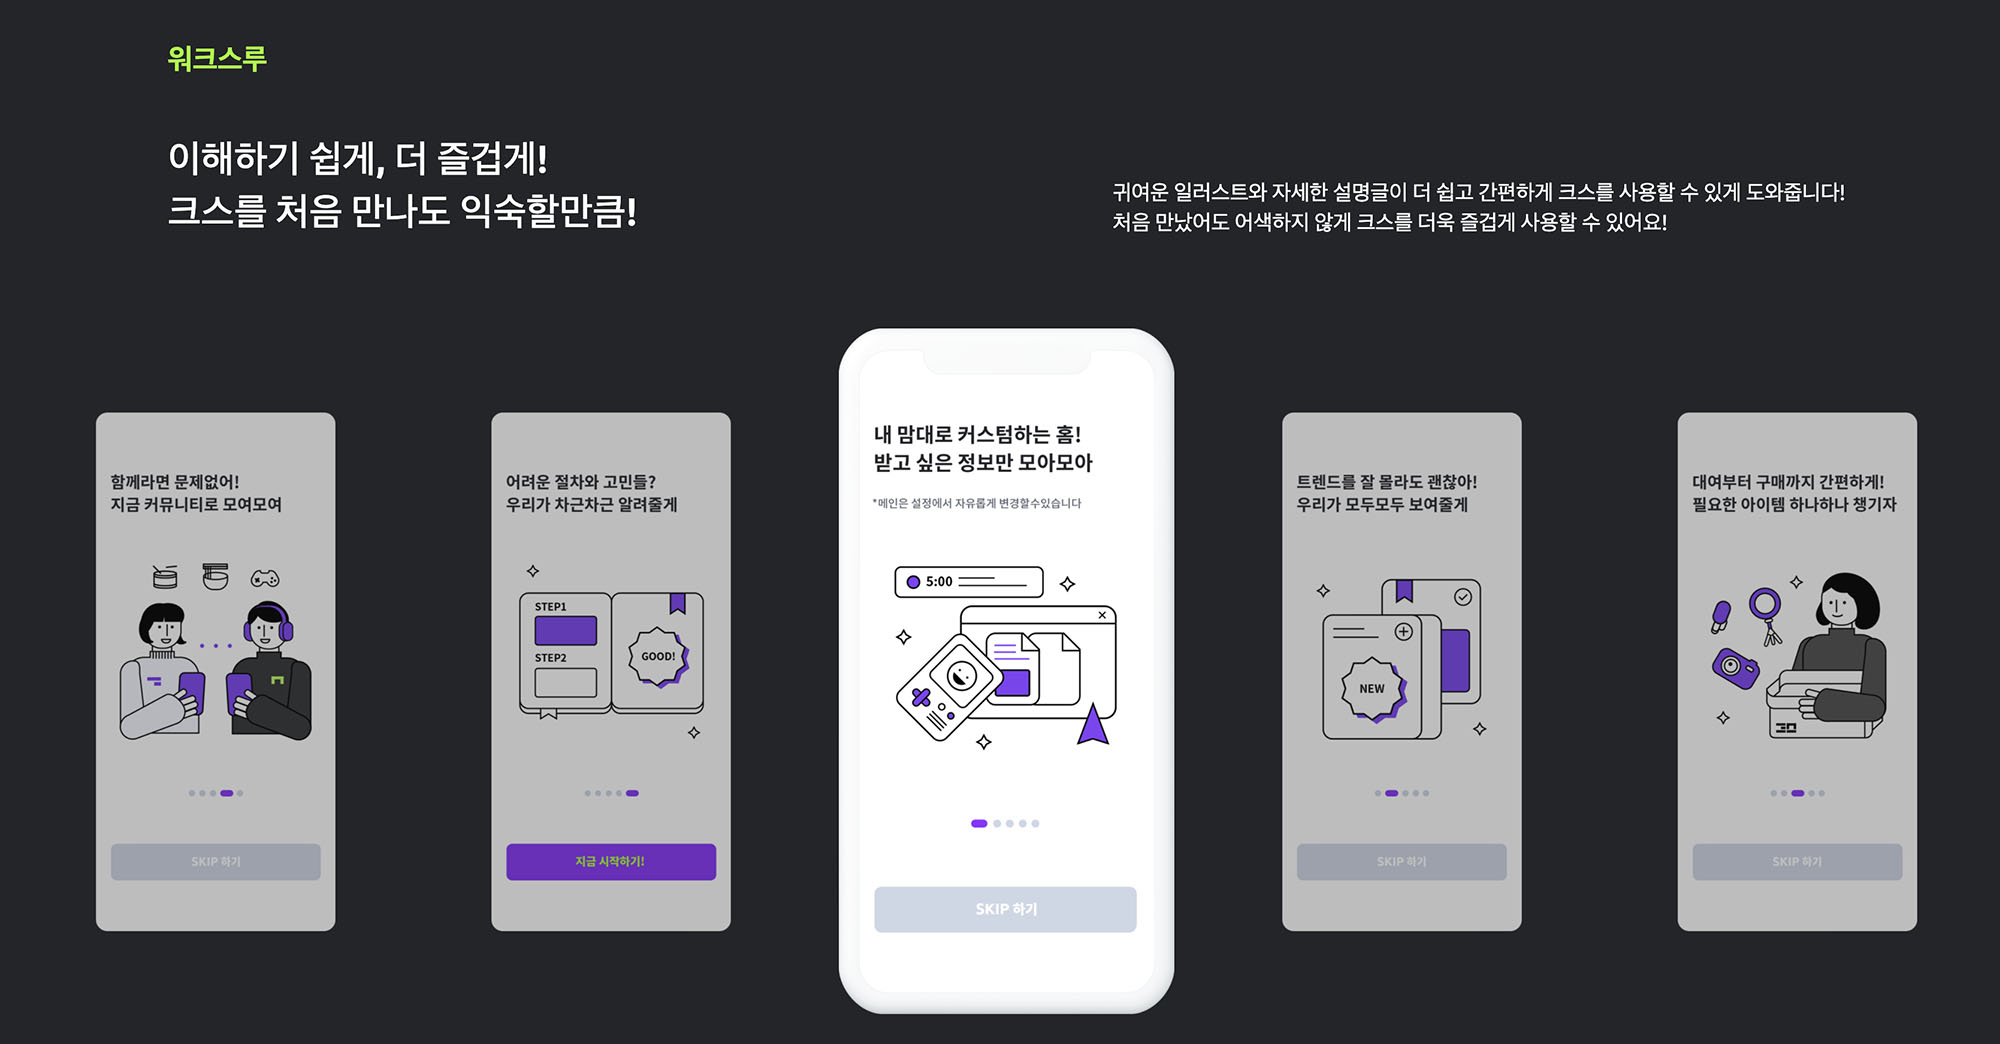 워크스루
이해하기 쉽게, 더 즐겁게!
크스를 처음 만나도 익숙할만큼!
귀여운 일러스트와 자세한 설명글이 더 쉽고 간편하게 크스를 사용할 수 있게 도와줍니다!
처음 만났어도 어색하지 않게 크스를 더욱 즐겁게 사용할 수 있어요!
함께라면 문제없어!
지금 커뮤니티로 모여모여
SKIP 하기
어려운 절차와 고민들?
우리가 차근차근 알려줄게
STEP1
STEP2
GOOD!
지금 시작하기!
내 맘대로 커스텀하는 홈!
받고 싶은 정보만 모아모아
*메인은 설정에서 자유롭게 변경할수있습니다
5:00
SKIP 하기
트렌드를 잘 몰라도 괜찮아!
우리가 모두모두 보여줄게
NEW
SKIP 하기
대여부터 구매까지 간편하게!
필요한 아이템 하나하나 챙기자
SKIP 하기